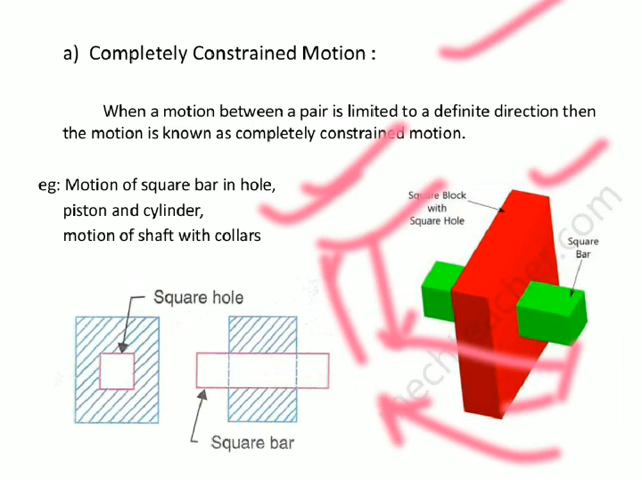 a) Completely Constrained Motion :
When a motion between a pair is limited to a definite direction then
the motion is known as completely constrained motion.
eg: Motion of square bar in hole,
piston and cylinder,
motion of shaft with collars
Square Block
with
Square Hole
Square
Bar
Square hole
Square bar